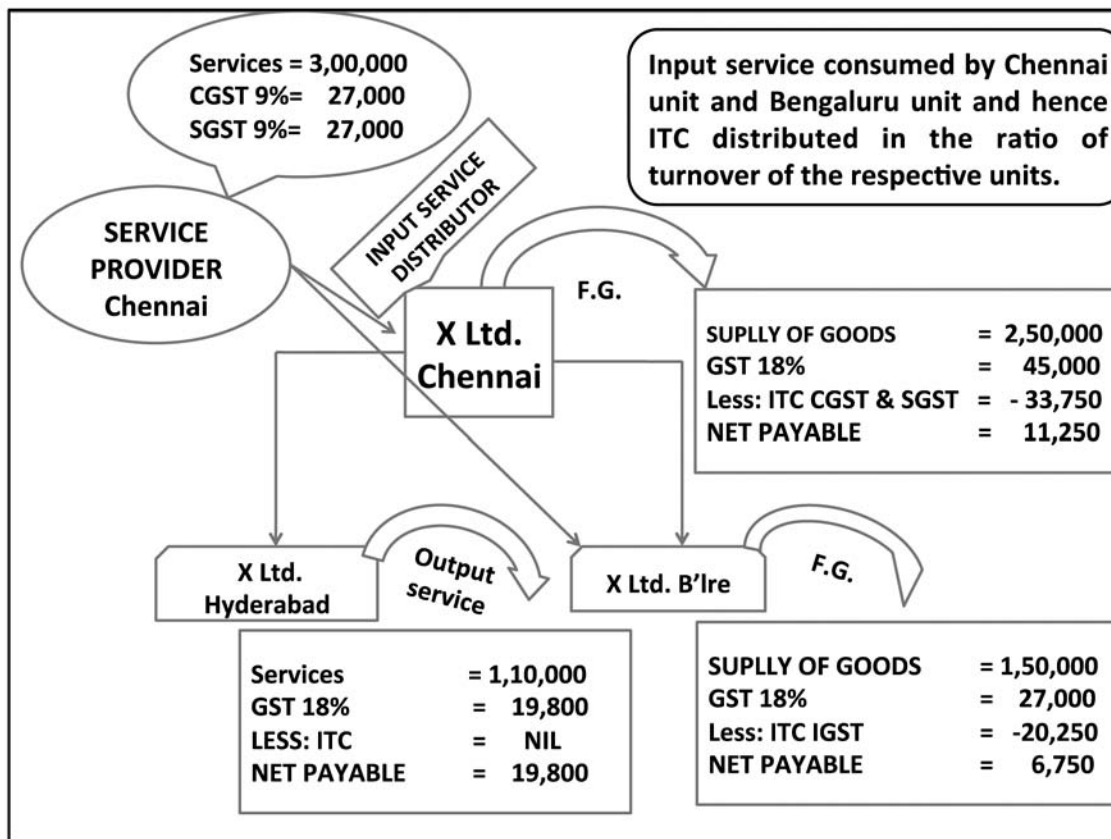 Services = 3,00,000
CGST 9%= 27,000
SGST 9%= 27,000
Input service consumed by Chennai
unit and Bengaluru unit and hence
ITC distributed in the ratio of
turnover of the respective units.
SERVICE
PROVIDER
Chennai
INPUT SERVICE
DISTRIBUTOR
X Ltd.
Chennai
F.G.
SUPLLY OF GOODS = 2,50,000
GST 18% = 45,000
Less: ITC CGST & SGST = - 33,750
NET PAYABLE = 11,250
X Ltd.
Hyderabad
Output
service
X Ltd. B’lre
F.G.
Services = 1,10,000
GST 18% = 19,800
LESS: ITC = NIL
NET PAYABLE = 19,800
SUPLLY OF GOODS = 1,50,000
GST 18% = 27,000
Less: ITC IGST = -20,250
NET PAYABLE = 6,750